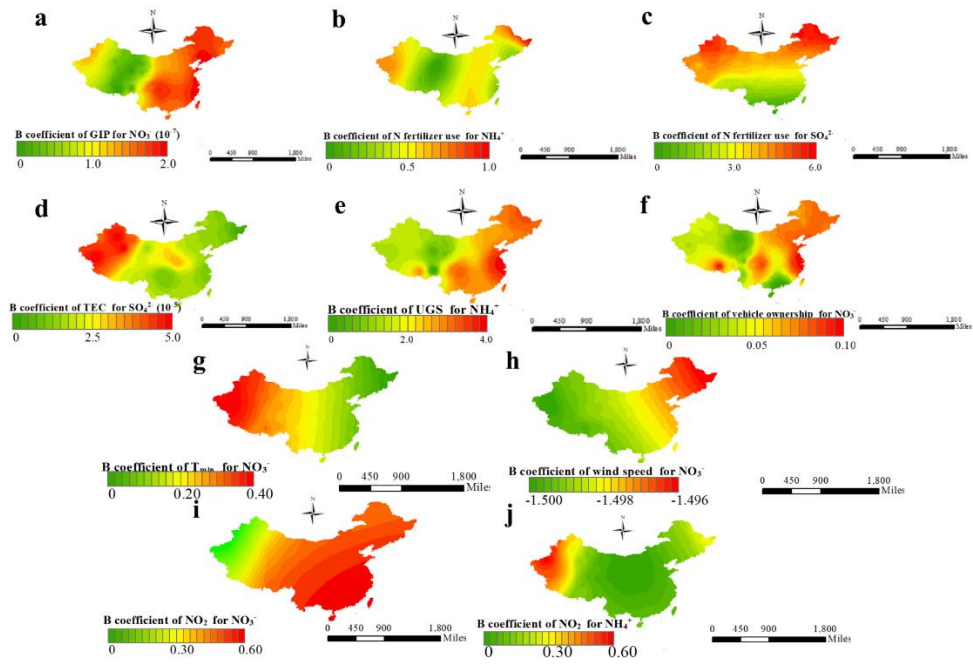 a
b
c
N
N
N
B coefficient of GIP for NO₃⁻ (10⁻⁷)
0 1.0 2.0
0 450 900 1,800
Miles
B coefficient of N fertilizer use for NH₄⁺
0 0.5 1.0
0 450 900 1,800
Miles
B coefficient of N fertilizer use for SO₄²⁻
3.0 6.0
0 450 900 1,800
Miles
d
e
f
N
N
N
B coefficient of TEC for SO₄²⁻ (10⁻⁵)
0 2.5 5.0
0 450 900 1,800
Miles
B coefficient of UGS for NH₄⁺
0 2.0 4.0
0 450 900 1,800
Miles
B coefficient of vehicle ownership for NO₃⁻
0 0.05 0.10
0 450 900 1,800
Miles
g
h
N
N
B coefficient of Tmin for NO₃⁻
0 0.20 0.40
0 450 900 1,800
Miles
B coefficient of wind speed for NO₃⁻
-1.500 -1.498 -1.496
0 450 900 1,800
Miles
i
j
N
N
B coefficient of NO₂ for NO₃⁻
0 0.30 0.60
0 450 900 1,800
Miles
B coefficient of NO₂ for NH₄⁺
0 0.30 0.60
0 450 900 1,800
Miles